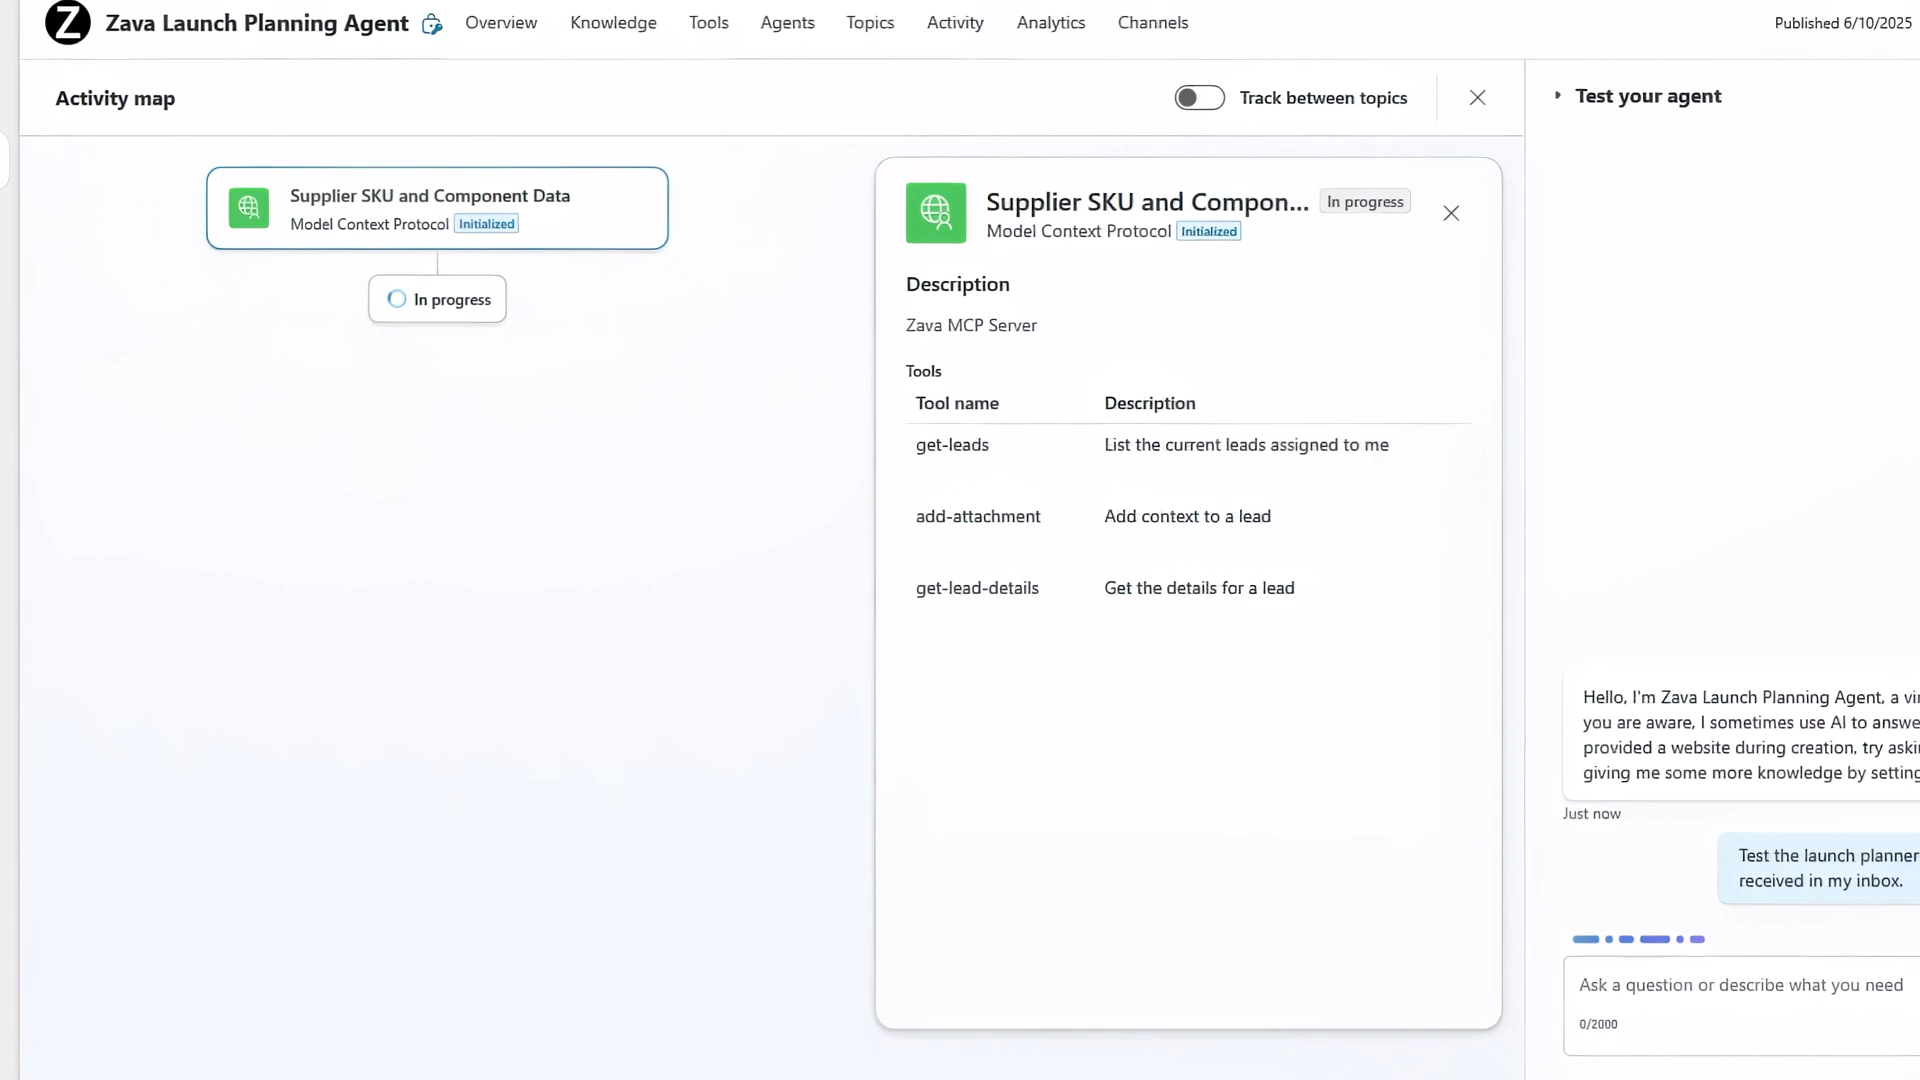 Z Zava Launch Planning Agent Overview Knowledge Tools Agents Topics Activity Analytics Channels Published 6/10/2025
Activity map Track between topics
Supplier SKU and Component Data
Model Context Protocol Initialized
In progress
Supplier SKU and Compon... In progress
Model Context Protocol Initialized
Description
Zava MCP Server
Tools
Tool name Description
get-leads List the current leads assigned to me
add-attachment Add context to a lead
get-lead-details Get the details for a lead
Test your agent
Hello, I'm Zava Launch Planning Agent, a
you are aware, I sometimes use AI to
provided a website during creation, try
giving me some more knowledge by
Just now
Test the launch planner
received in my inbox.
Ask a question or describe what you need
0/2000